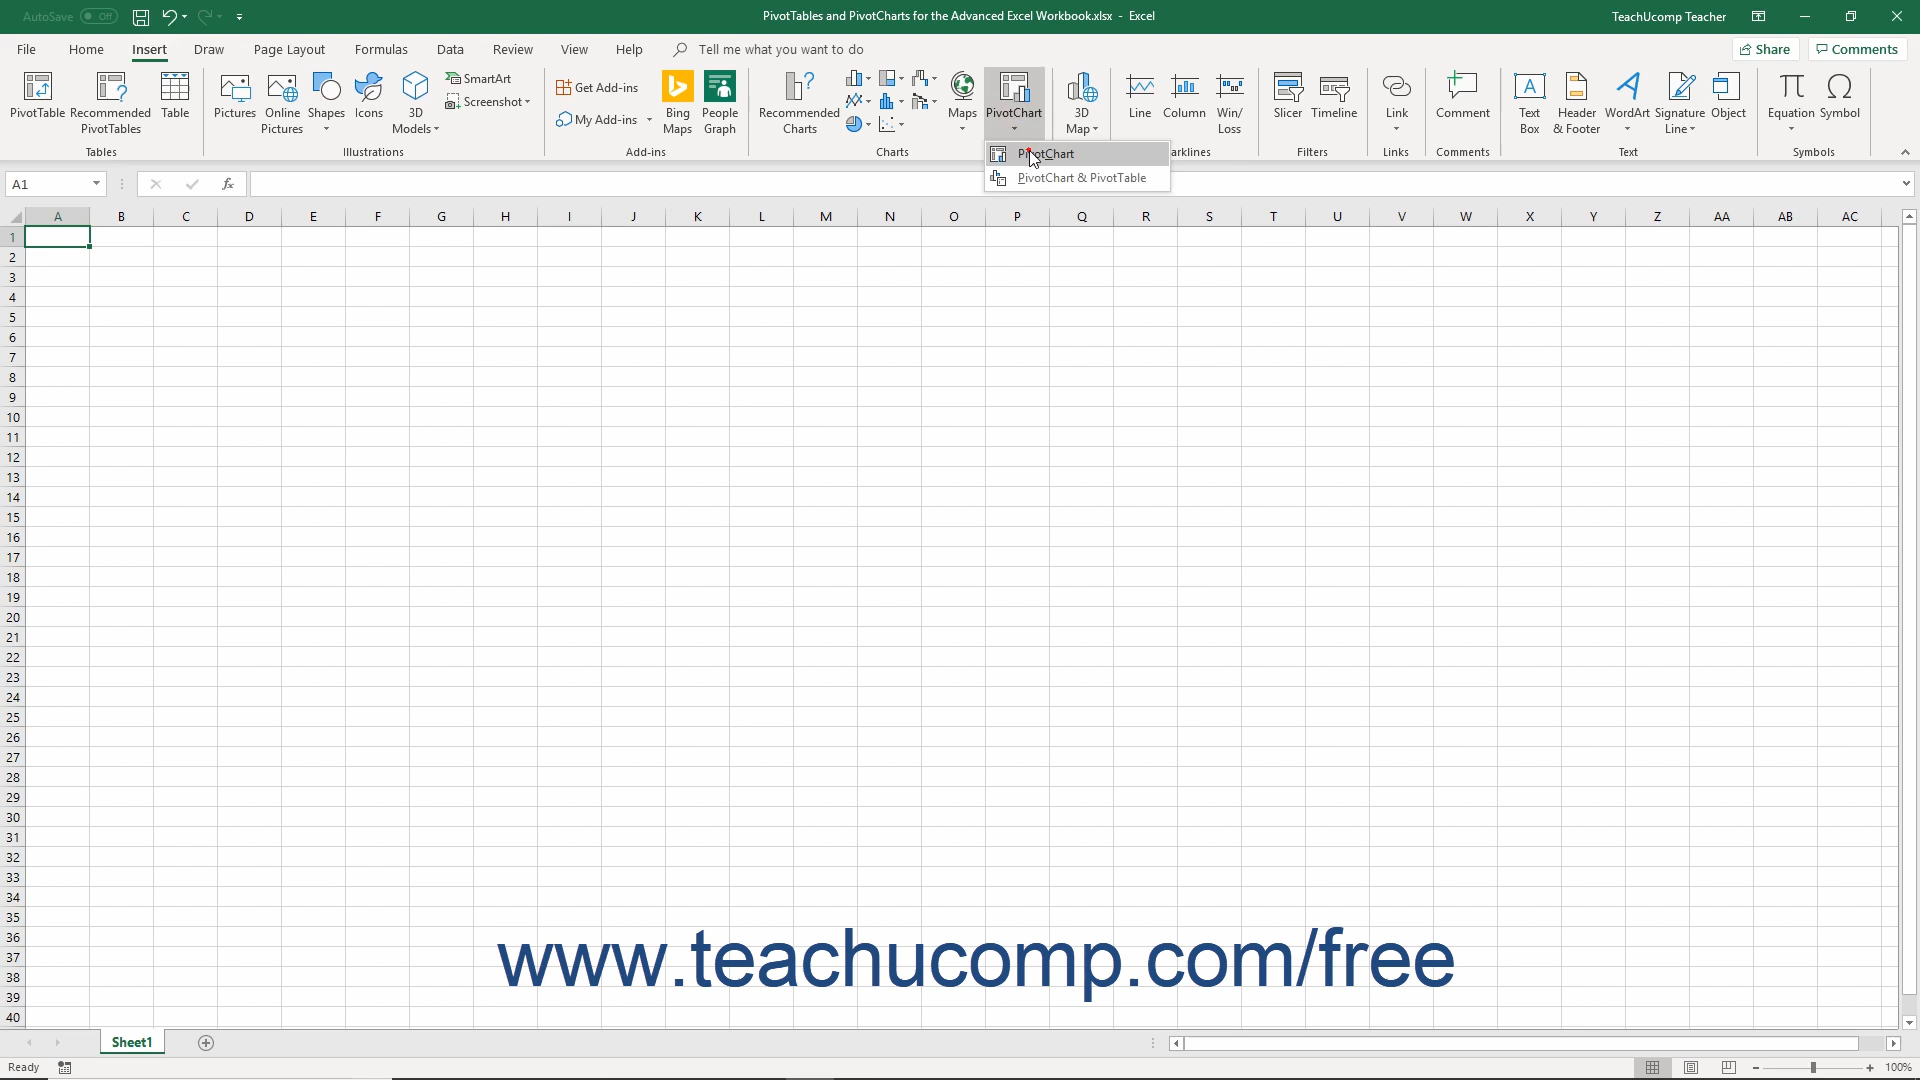 AutoSave Off PivotTables and PivotCharts for the Advanced Excel Workbook.xlsx - Excel TeachUcomp Teacher
File Home Insert Draw Page Layout Formulas Data Review View Help Tell me what you want to do Share Comments
PivotTable Recommended PivotTables Table
Tables
Pictures Online Pictures Shapes Icons 3D Models SmartArt Screenshot
Illustrations
Get Add-ins My Add-ins Bing Maps People Graph
Add-ins
Recommended Charts Maps PivotChart
Charts
3D Map
Line Column Win/Loss
rklines
Slicer Timeline
Filters
Link
Links
Comment
Comments
Text Box Header & Footer WordArt Signature Line Object
Text
Equation Symbol
Symbols
PivotChart
PivotChart & PivotTable
A1 fx
A B C D E F G H I J K L M N O P Q R S T U V W X Y Z AA AB AC
1
2
3
4
5
6
7
8
9
10
11
12
13
14
15
16
17
18
19
20
21
22
23
24
25
26
27
28
29
30
31
32
33
34
35
36
37
38
39
40
www.teachucomp.com/free
Sheet1
Ready 100%